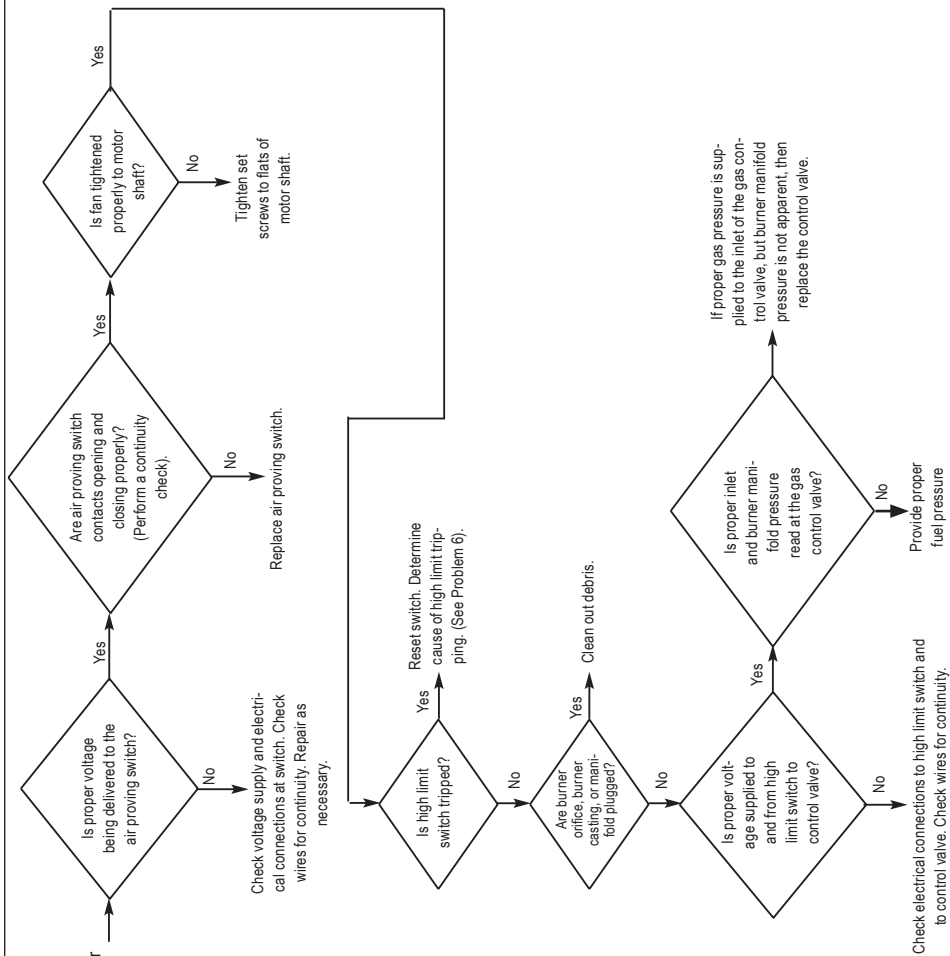 r
Is proper voltage
being delivered to the
air proving switch?
Yes
No
Check voltage supply and electri-
cal connections at switch. Check
wires for continuity. Repair as
necessary.
Are air proving switch
contacts opening and
closing properly?
(Perform a continuity
check).
Yes
No
Replace air proving switch.
Is fan tightened
properly to motor
shaft?
Yes
No
Tighten set
screws to flats of
motor shaft.
Is high limit
switch tripped?
Yes
Reset switch. Determine
cause of high limit trip-
ping. (See Problem 6).
No
Are burner
orifice, burner
casting, or mani-
fold plugged?
Yes
Clean out debris.
No
Is proper volt-
age supplied to
and from high
limit switch to
control valve?
Yes
No
Check electrical connections to high limit switch and
to control valve. Check wires for continuity.
Is proper inlet
and burner mani-
fold pressure
read at the gas
control valve?
No
Provide proper
fuel pressure
If proper gas pressure is sup-
plied to the inlet of the gas con-
trol valve, but burner manifold
pressure is not apparent, then
replace the control valve.